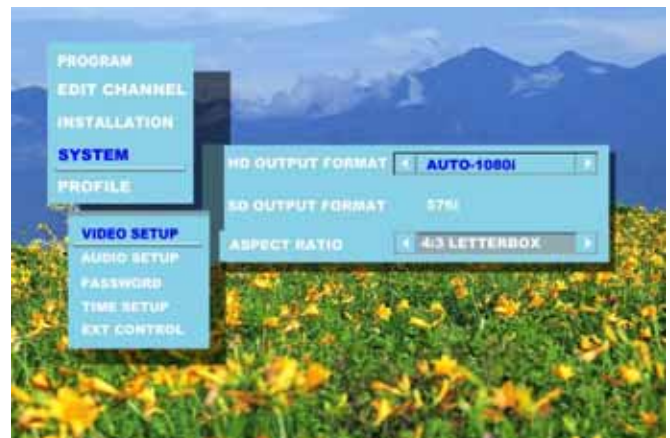 PROGRAM
EDIT CHANNEL
INSTALLATION
SYSTEM
PROFILE
VIDEO SETUP
AUDIO SETUP
PASSWORD
TIME SETUP
EXT CONTROL
HD OUTPUT FORMAT AUTO-1080i
SD OUTPUT FORMAT 576i
ASPECT RATIO 4:3 LETTERBOX